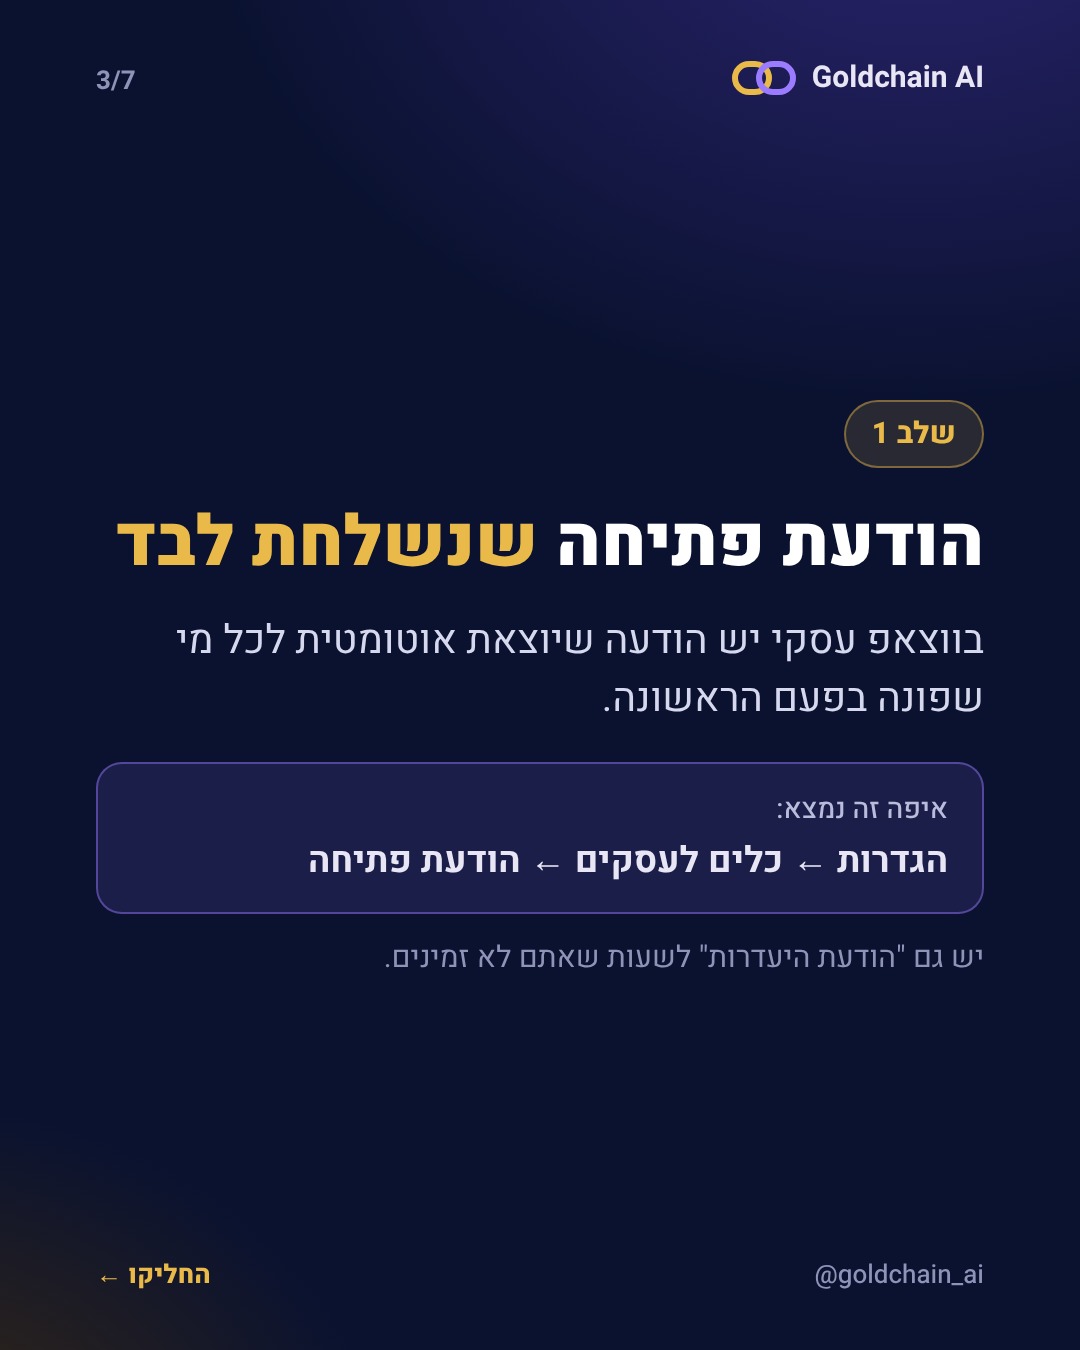 Goldchain AI
3/7
שלב 1
הודעת פתיחה שנשלחת לבד
בווצאפ עסקי יש הודעה שיוצאת אוטומטית לכל מי
שפונה בפעם הראשונה.
איפה זה נמצא:
הגדרות ← כלים לעסקים ← הודעת פתיחה
יש גם "הודעת היעדרות" לשעות שאתם לא זמינים.
@goldchain_ai
החליקו ←